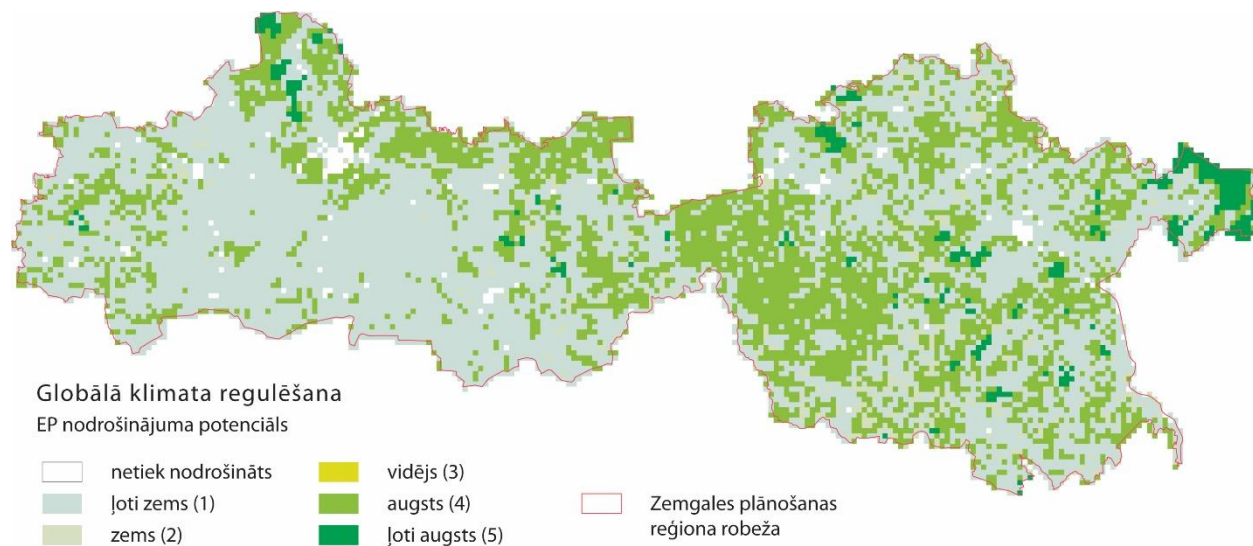 Globālā klimata regulēšana
EP nodrošinājuma potenciāls
netiek nodrošināts
ļoti zems (1)
zems (2)
vidējs (3)
augsts (4)
ļoti augsts (5)
Zemgales plānošanas
reģiona robeža